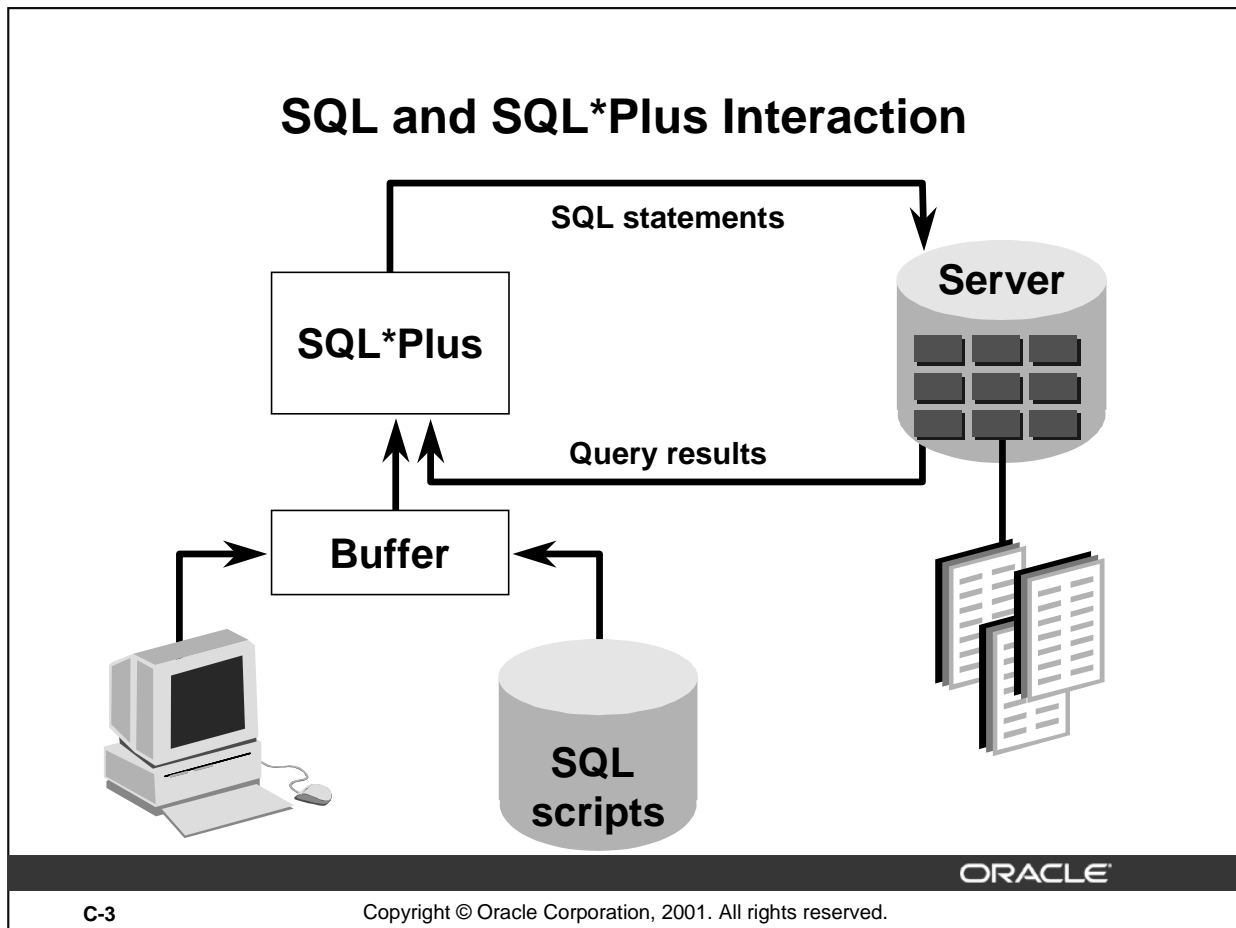 SQL and SQL*Plus Interaction
SQL statements
Server
SQL*Plus
Query results
Buffer
SQL
scripts
ORACLE®
C-3
Copyright © Oracle Corporation, 2001. All rights reserved.